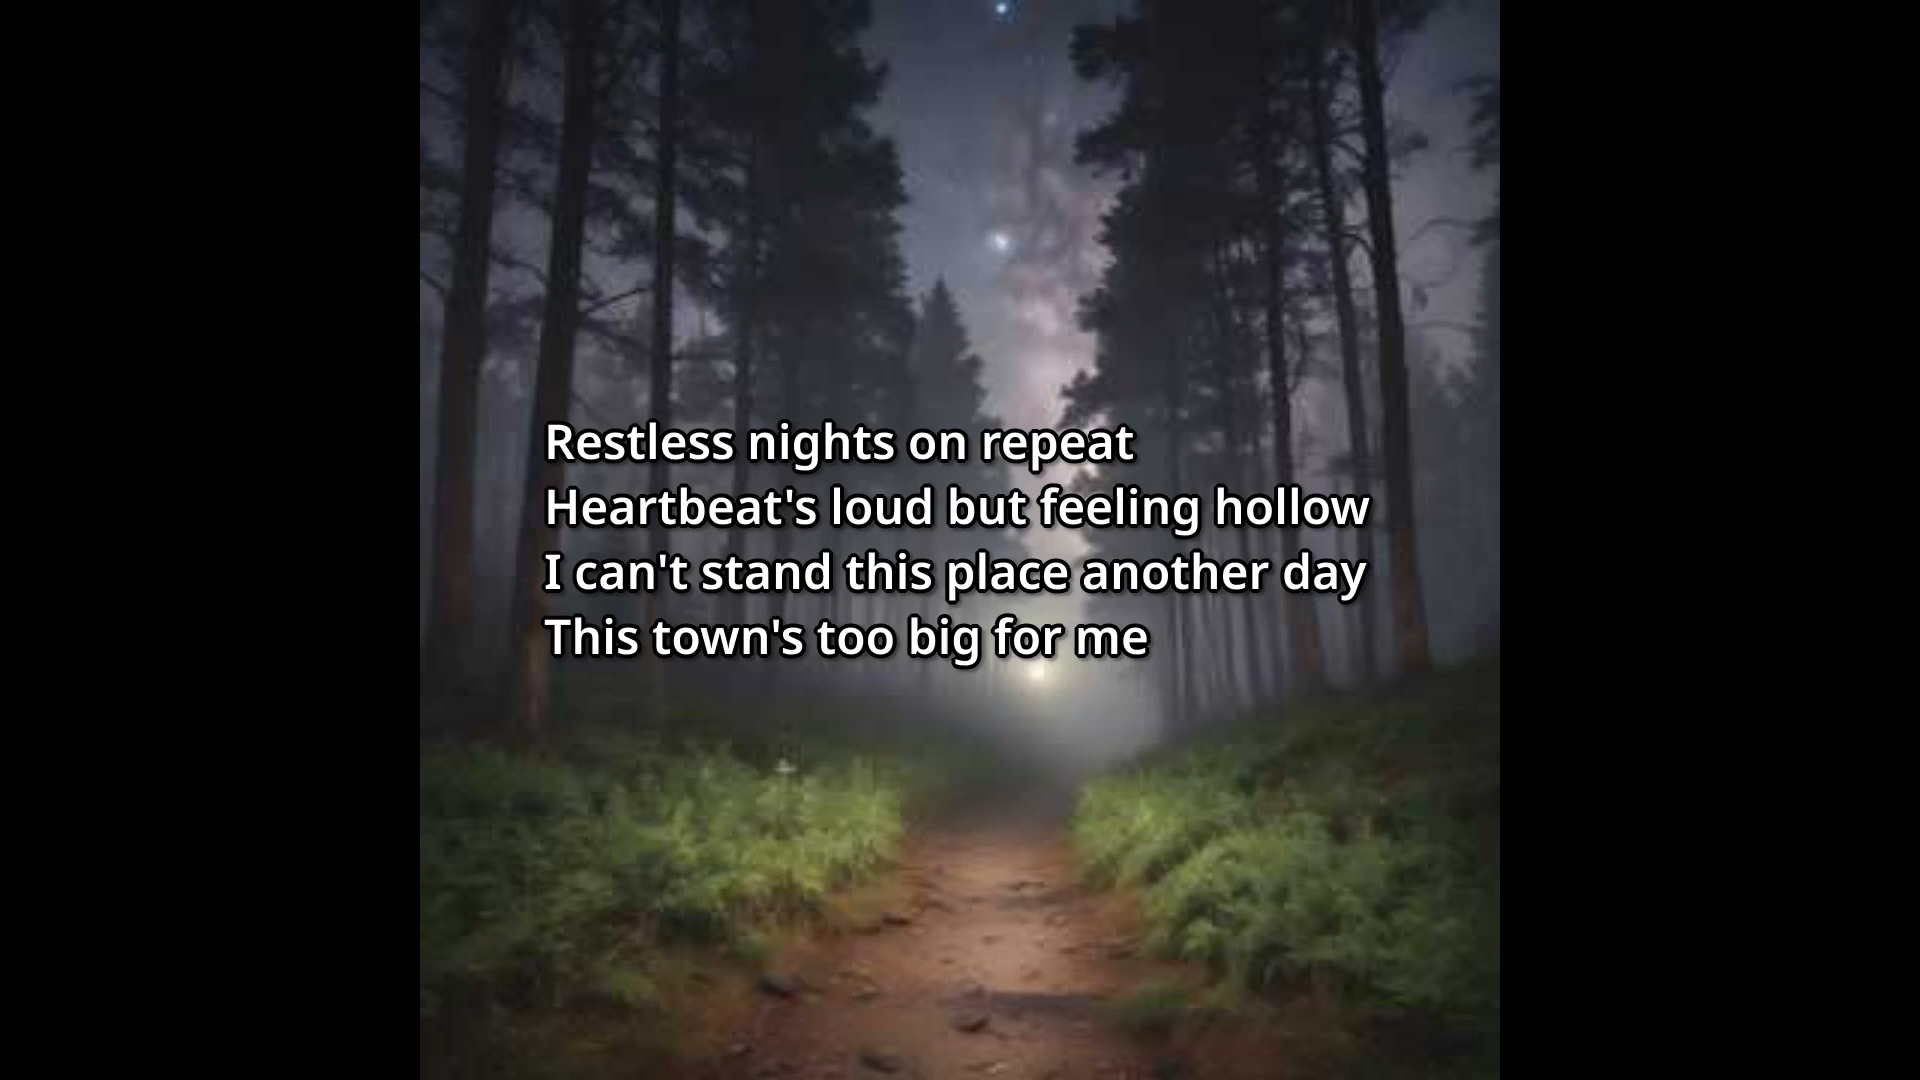 Restless nights on repeat
Heartbeat's loud but feeling hollow
I can't stand this place another day
This town's too big for me